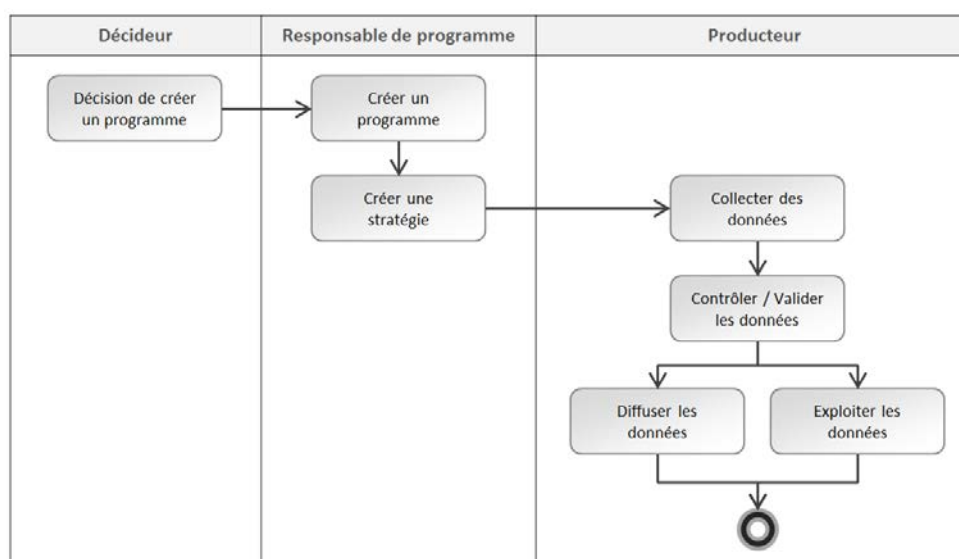 Décideur
Responsable de programme
Producteur
Décision de créer
un programme
Créer un
programme
Créer une
stratégie
Collecter des
données
Contrôler / Valider
les données
Diffuser les
données
Exploiter les
données